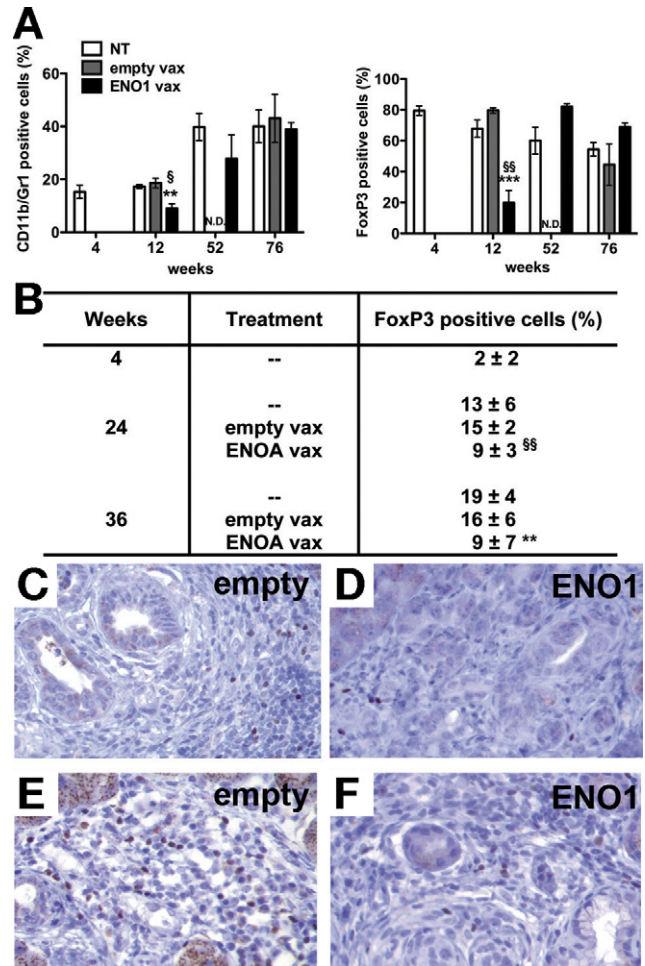 A
NT
empty vax
ENO1 vax
CD11b/Gr1 positive cells (%)
60
40
20
0
§
**
N.D.
4 12 52 76
weeks
FoxP3 positive cells (%)
100
80
60
40
20
0
§§
***
N.D.
4 12 52 76
weeks
B
Weeks Treatment FoxP3 positive cells (%)
4 -- 2 ± 2
-- 13 ± 6
24 empty vax 15 ± 2
ENOA vax 9 ± 3 §§
-- 19 ± 4
36 empty vax 16 ± 6
ENOA vax 9 ± 7 **
C empty
D ENO1
E empty
F ENO1